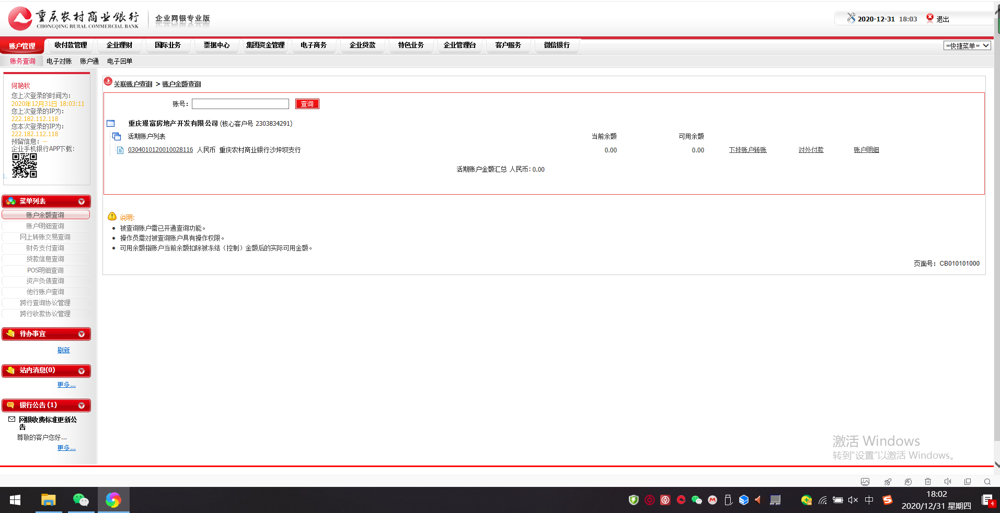 重庆农村商业银行 企业网银专业版
CHONGQING RURAL COMMERCIAL BANK
2020-12-31 18:03 退出
账户管理 收付款管理 企业理财 国际业务 票据中心 集团资金管理 电子商务 企业贷款 特色业务 企业管理台 客户服务 微信银行 =快捷菜单=
账务查询 电子对账 账户通 电子回单
何艳秋
您上次登录的时间为：
2020年12月31日 18:03:11
您上次登录的IP为：
222.182.112.118
您本次登录的IP为：
222.182.112.118
预留信息：--
企业手机银行APP下载：
1.
菜单列表
账户余额查询
账户明细查询
网上转账交易查询
财务支付查询
贷款信息查询
POS明细查询
资产负债查询
他行账户查询
跨行查询协议管理
跨行收款协议管理
待办事宜
刷新
站内消息(0)
更多...
银行公告(1)
网银收费标准更新公
告
尊敬的客户您好...
更多...
关联账户查询 > 账户余额查询
账号： 查询
重庆璟富房地产开发有限公司 (核心客户号 2303834291)
活期账户列表 当前余额 可用余额
0304010120010028116 人民币 重庆农村商业银行沙坪坝支行 0.00 0.00 下挂账户转账 对外付款 账户明细
活期账户金额汇总 人民币：0.00
说明:
被查询账户需已开通查询功能。
操作员需对被查询账户具有操作权限。
可用余额指账户当前余额扣除被冻结（控制）金额后的实际可用金额。
页面号：CB010101000
激活 Windows
转到“设置”以激活 Windows。
中
18:02
2020/12/31 星期四
4